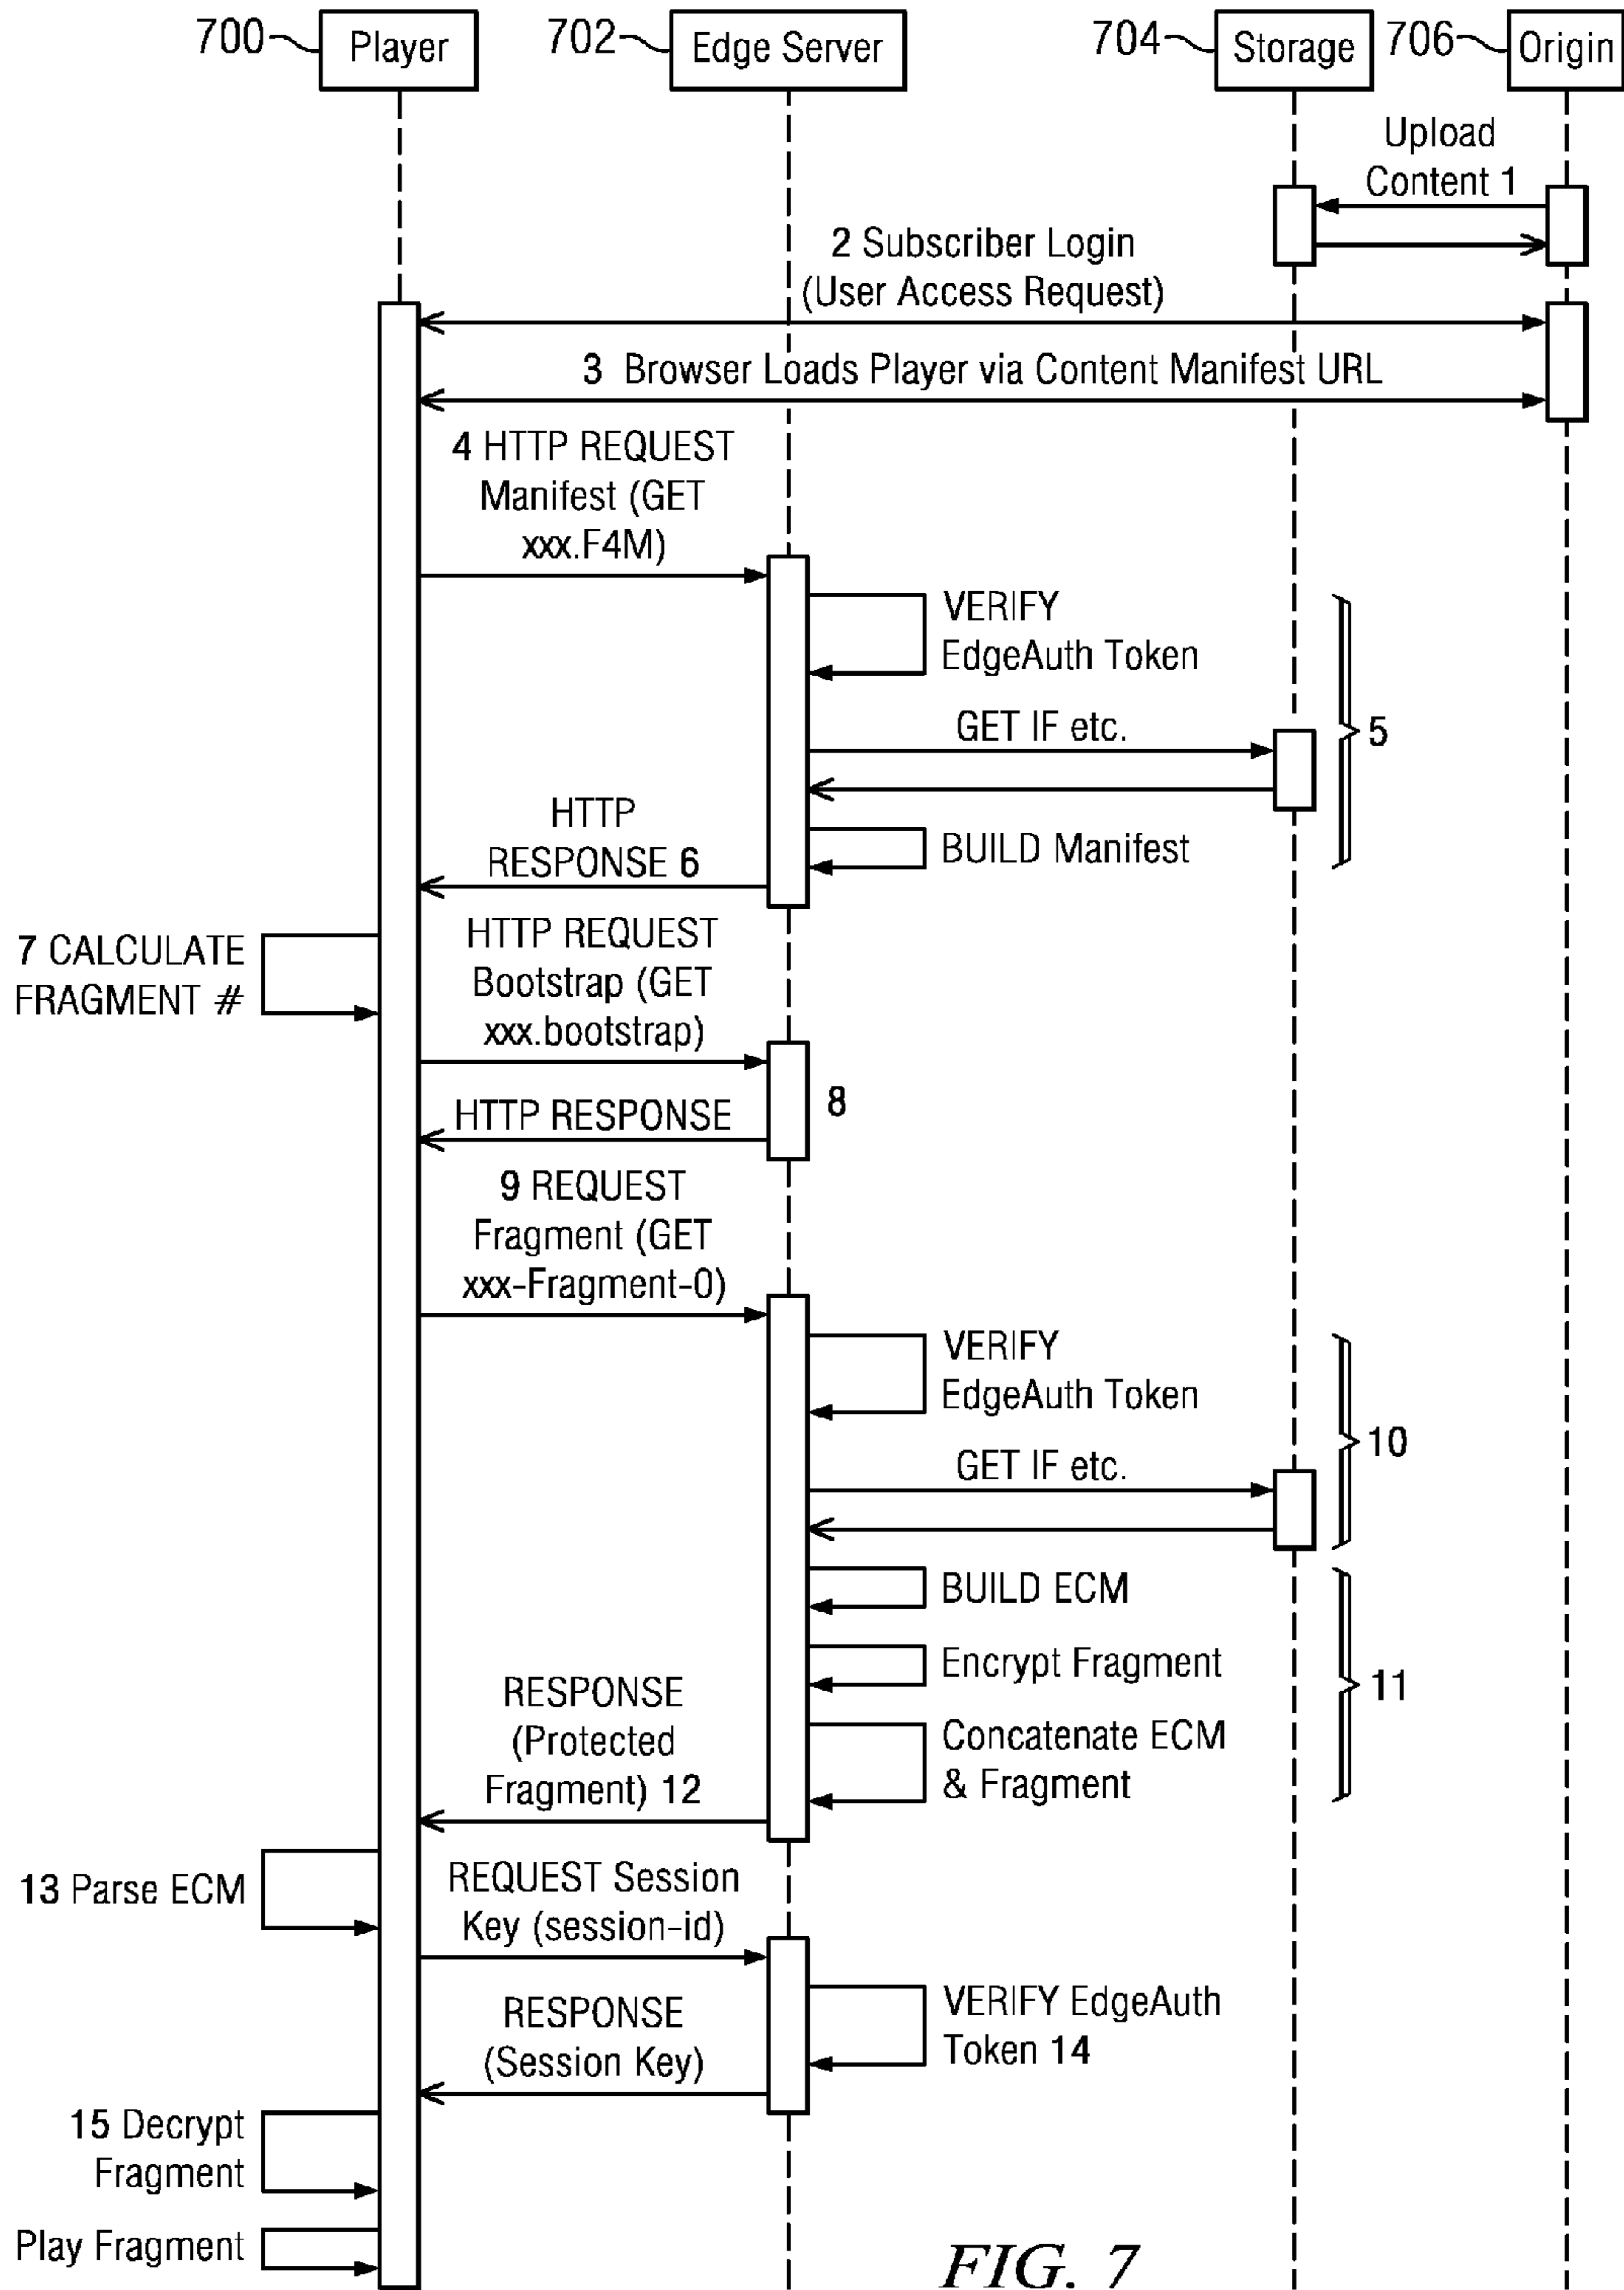 700 Player
702 Edge Server
704 Storage
706 Origin
Upload
Content 1
2 Subscriber Login
(User Access Request)
3 Browser Loads Player via Content Manifest URL
4 HTTP REQUEST
Manifest (GET
xxx.F4M)
VERIFY
EdgeAuth Token
GET IF etc.
5
BUILD Manifest
HTTP
RESPONSE 6
7 CALCULATE
FRAGMENT #
HTTP REQUEST
Bootstrap (GET
xxx.bootstrap)
8
HTTP RESPONSE
9 REQUEST
Fragment (GET
xxx-Fragment-0)
VERIFY
EdgeAuth Token
10
GET IF etc.
BUILD ECM
Encrypt Fragment
11
Concatenate ECM
& Fragment
RESPONSE
(Protected
Fragment) 12
13 Parse ECM
REQUEST Session
Key (session-id)
VERIFY EdgeAuth
Token 14
RESPONSE
(Session Key)
15 Decrypt
Fragment
Play Fragment
FIG. 7